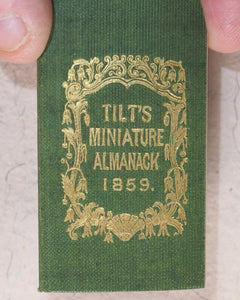 TILT'S
MINIATURE
ALMANACK
1859.